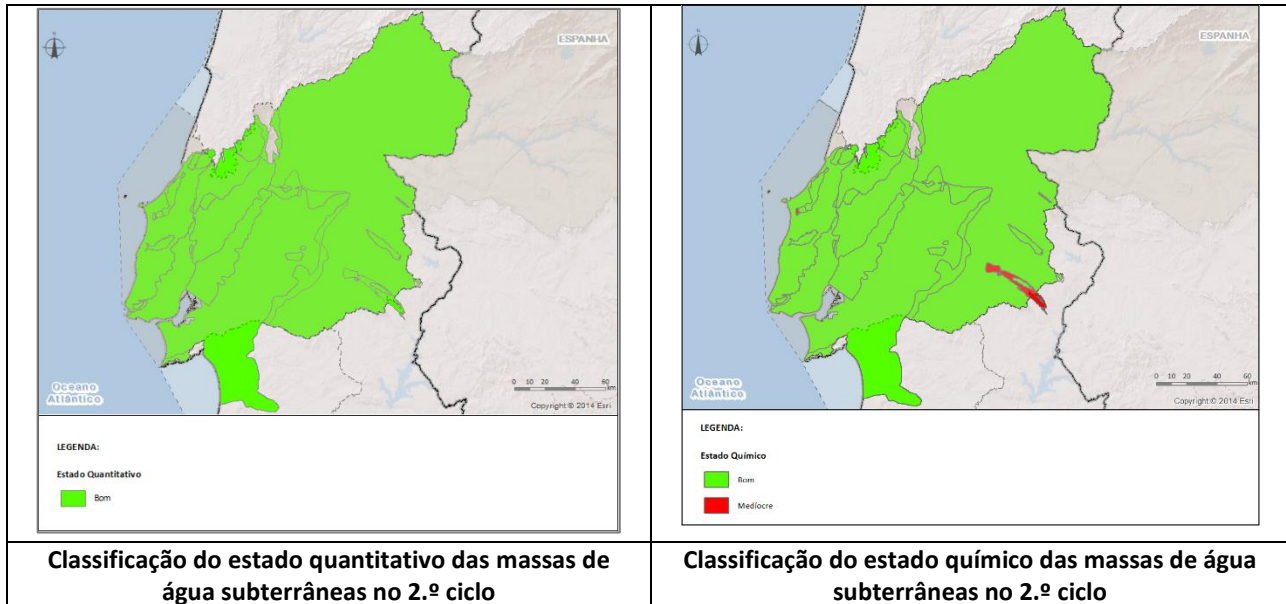 ESPANHA
Oceano
Atlântico
0 10 20 40 60
km
Copyright © 2014 Esri
LEGENDA:
Estado Quantitativo
Bom
Classificação do estado quantitativo das massas de
água subterrâneas no 2.º ciclo
ESPANHA
Oceano
Atlântico
0 10 20 40 60
km
Copyright © 2014 Esri
LEGENDA:
Estado Químico
Bom
Medíocre
Classificação do estado químico das massas de água
subterrâneas no 2.º ciclo